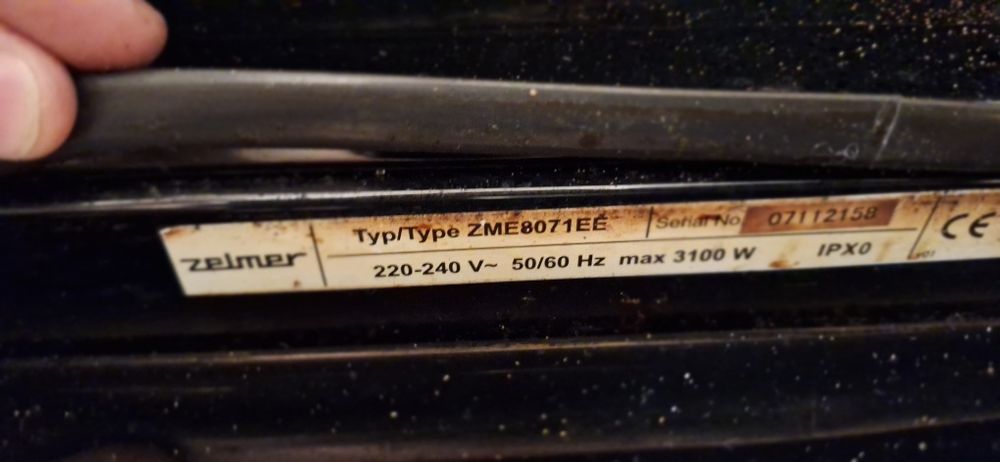 zelmer
Typ/Type ZME8071EE
Serial No 07112158
220-240 V~ 50/60 Hz max 3100 W IPX0
CE